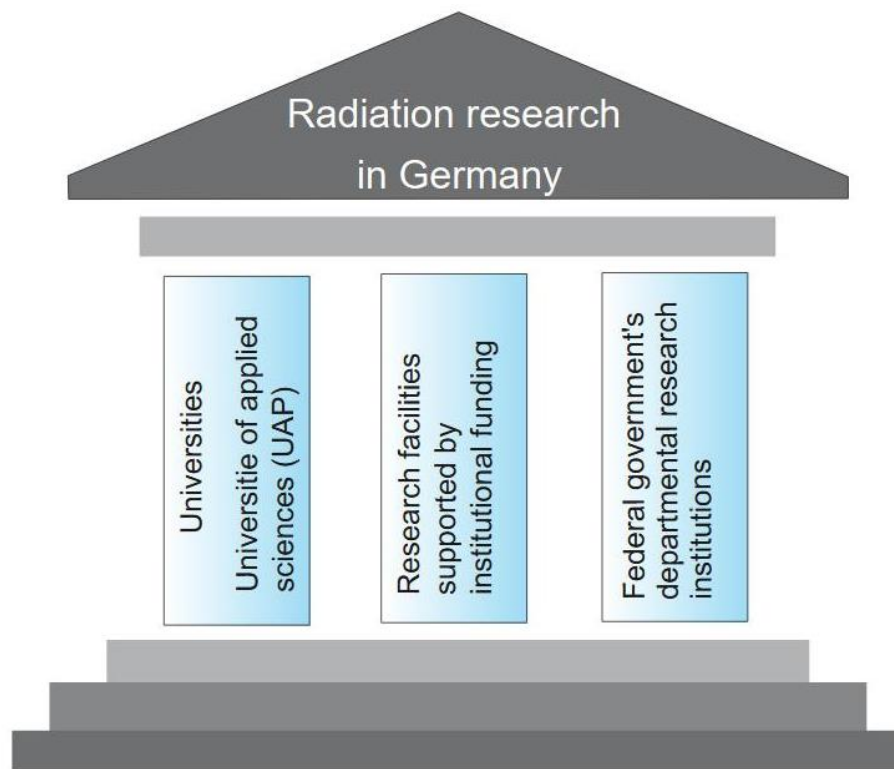 Radiation research
in Germany
Universities
Universitie of applied
sciences (UAP)
Research facilities
supported by
institutional funding
Federal government's
departmental research
institutions